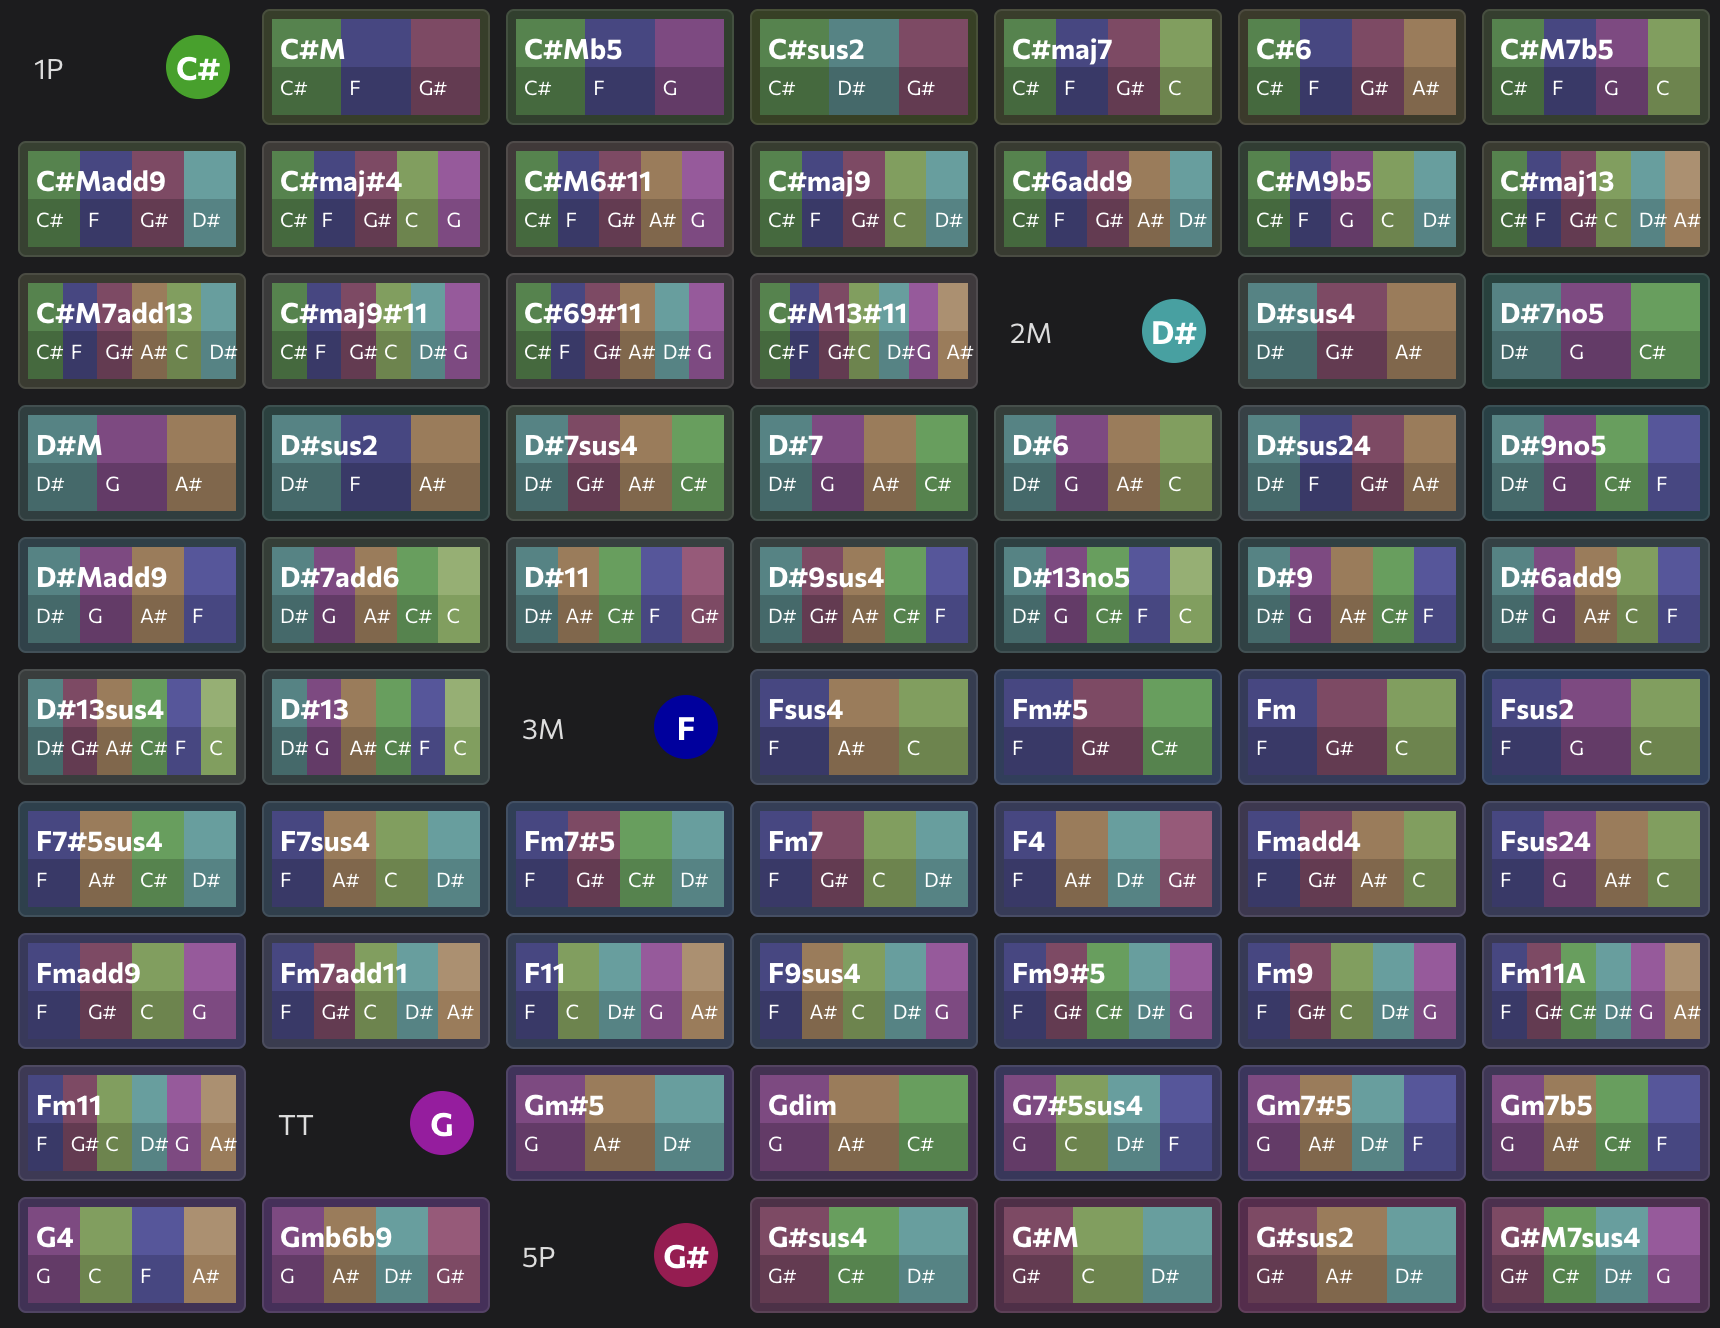 1P C#
C#M
C# F G#
C#Mb5
C# F G
C#sus2
C# D# G#
C#maj7
C# F G# C
C#6
C# F G# A#
C#M7b5
C# F G C
C#Madd9
C# F G# D#
C#maj#4
C# F G# C G
C#M6#11
C# F G# A# G
C#maj9
C# F G# C D#
C#6add9
C# F G# A# D#
C#M9b5
C# F G C D#
C#maj13
C# F G# C D# A#
C#M7add13
C# F G# A# C D#
C#maj9#11
C# F G# C D# G
C#69#11
C# F G# A# D# G
C#M13#11
C# F G# C D# G A#
2M D#
D#sus4
D# G# A#
D#7no5
D# G C#
D#M
D# G A#
D#sus2
D# F A#
D#7sus4
D# G# A# C#
D#7
D# G A# C#
D#6
D# G A# C
D#sus24
D# F G# A#
D#9no5
D# G C# F
D#Madd9
D# G A# F
D#7add6
D# G A# C# C
D#11
D# A# C# F G#
D#9sus4
D# G# A# C# F
D#13no5
D# G C# F C
D#9
D# G A# C# F
D#6add9
D# G A# C F
D#13sus4
D# G# A# C# F C
D#13
D# G A# C# F C
3M F
Fsus4
F A# C
Fm#5
F G# C#
Fm
F G# C
Fsus2
F G C
F7#5sus4
F A# C# D#
F7sus4
F A# C D#
Fm7#5
F G# C# D#
Fm7
F G# C D#
F4
F A# D# G#
Fmadd4
F G# A# C
Fsus24
F G A# C
Fmadd9
F G# C G
Fm7add11
F G# C D# A#
F11
F C D# G A#
F9sus4
F A# C D# G
Fm9#5
F G# C# D# G
Fm9
F G# C D# G
Fm11A
F G# C# D# G A#
Fm11
F G# C D# G A#
TT G
Gm#5
G A# D#
Gdim
G A# C#
G7#5sus4
G C D# F
Gm7#5
G A# D# F
Gm7b5
G A# C# F
G4
G C F A#
Gmb6b9
G A# D# G#
5P G#
G#sus4
G# C# D#
G#M
G# C D#
G#sus2
G# A# D#
G#M7sus4
G# C# D# G